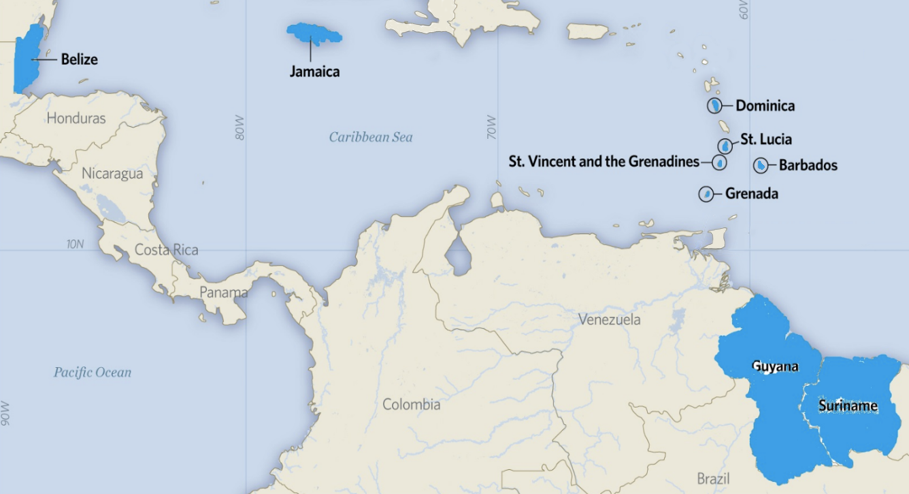 60W
Belize
Jamaica
Dominica
Honduras
80W
70W
Caribbean Sea
St. Lucia
St. Vincent and the Grenadines
Barbados
Nicaragua
Grenada
10N
Costa Rica
Panama
Venezuela
Guyana
Pacific Ocean
Colombia
Suriname
90W
Brazil